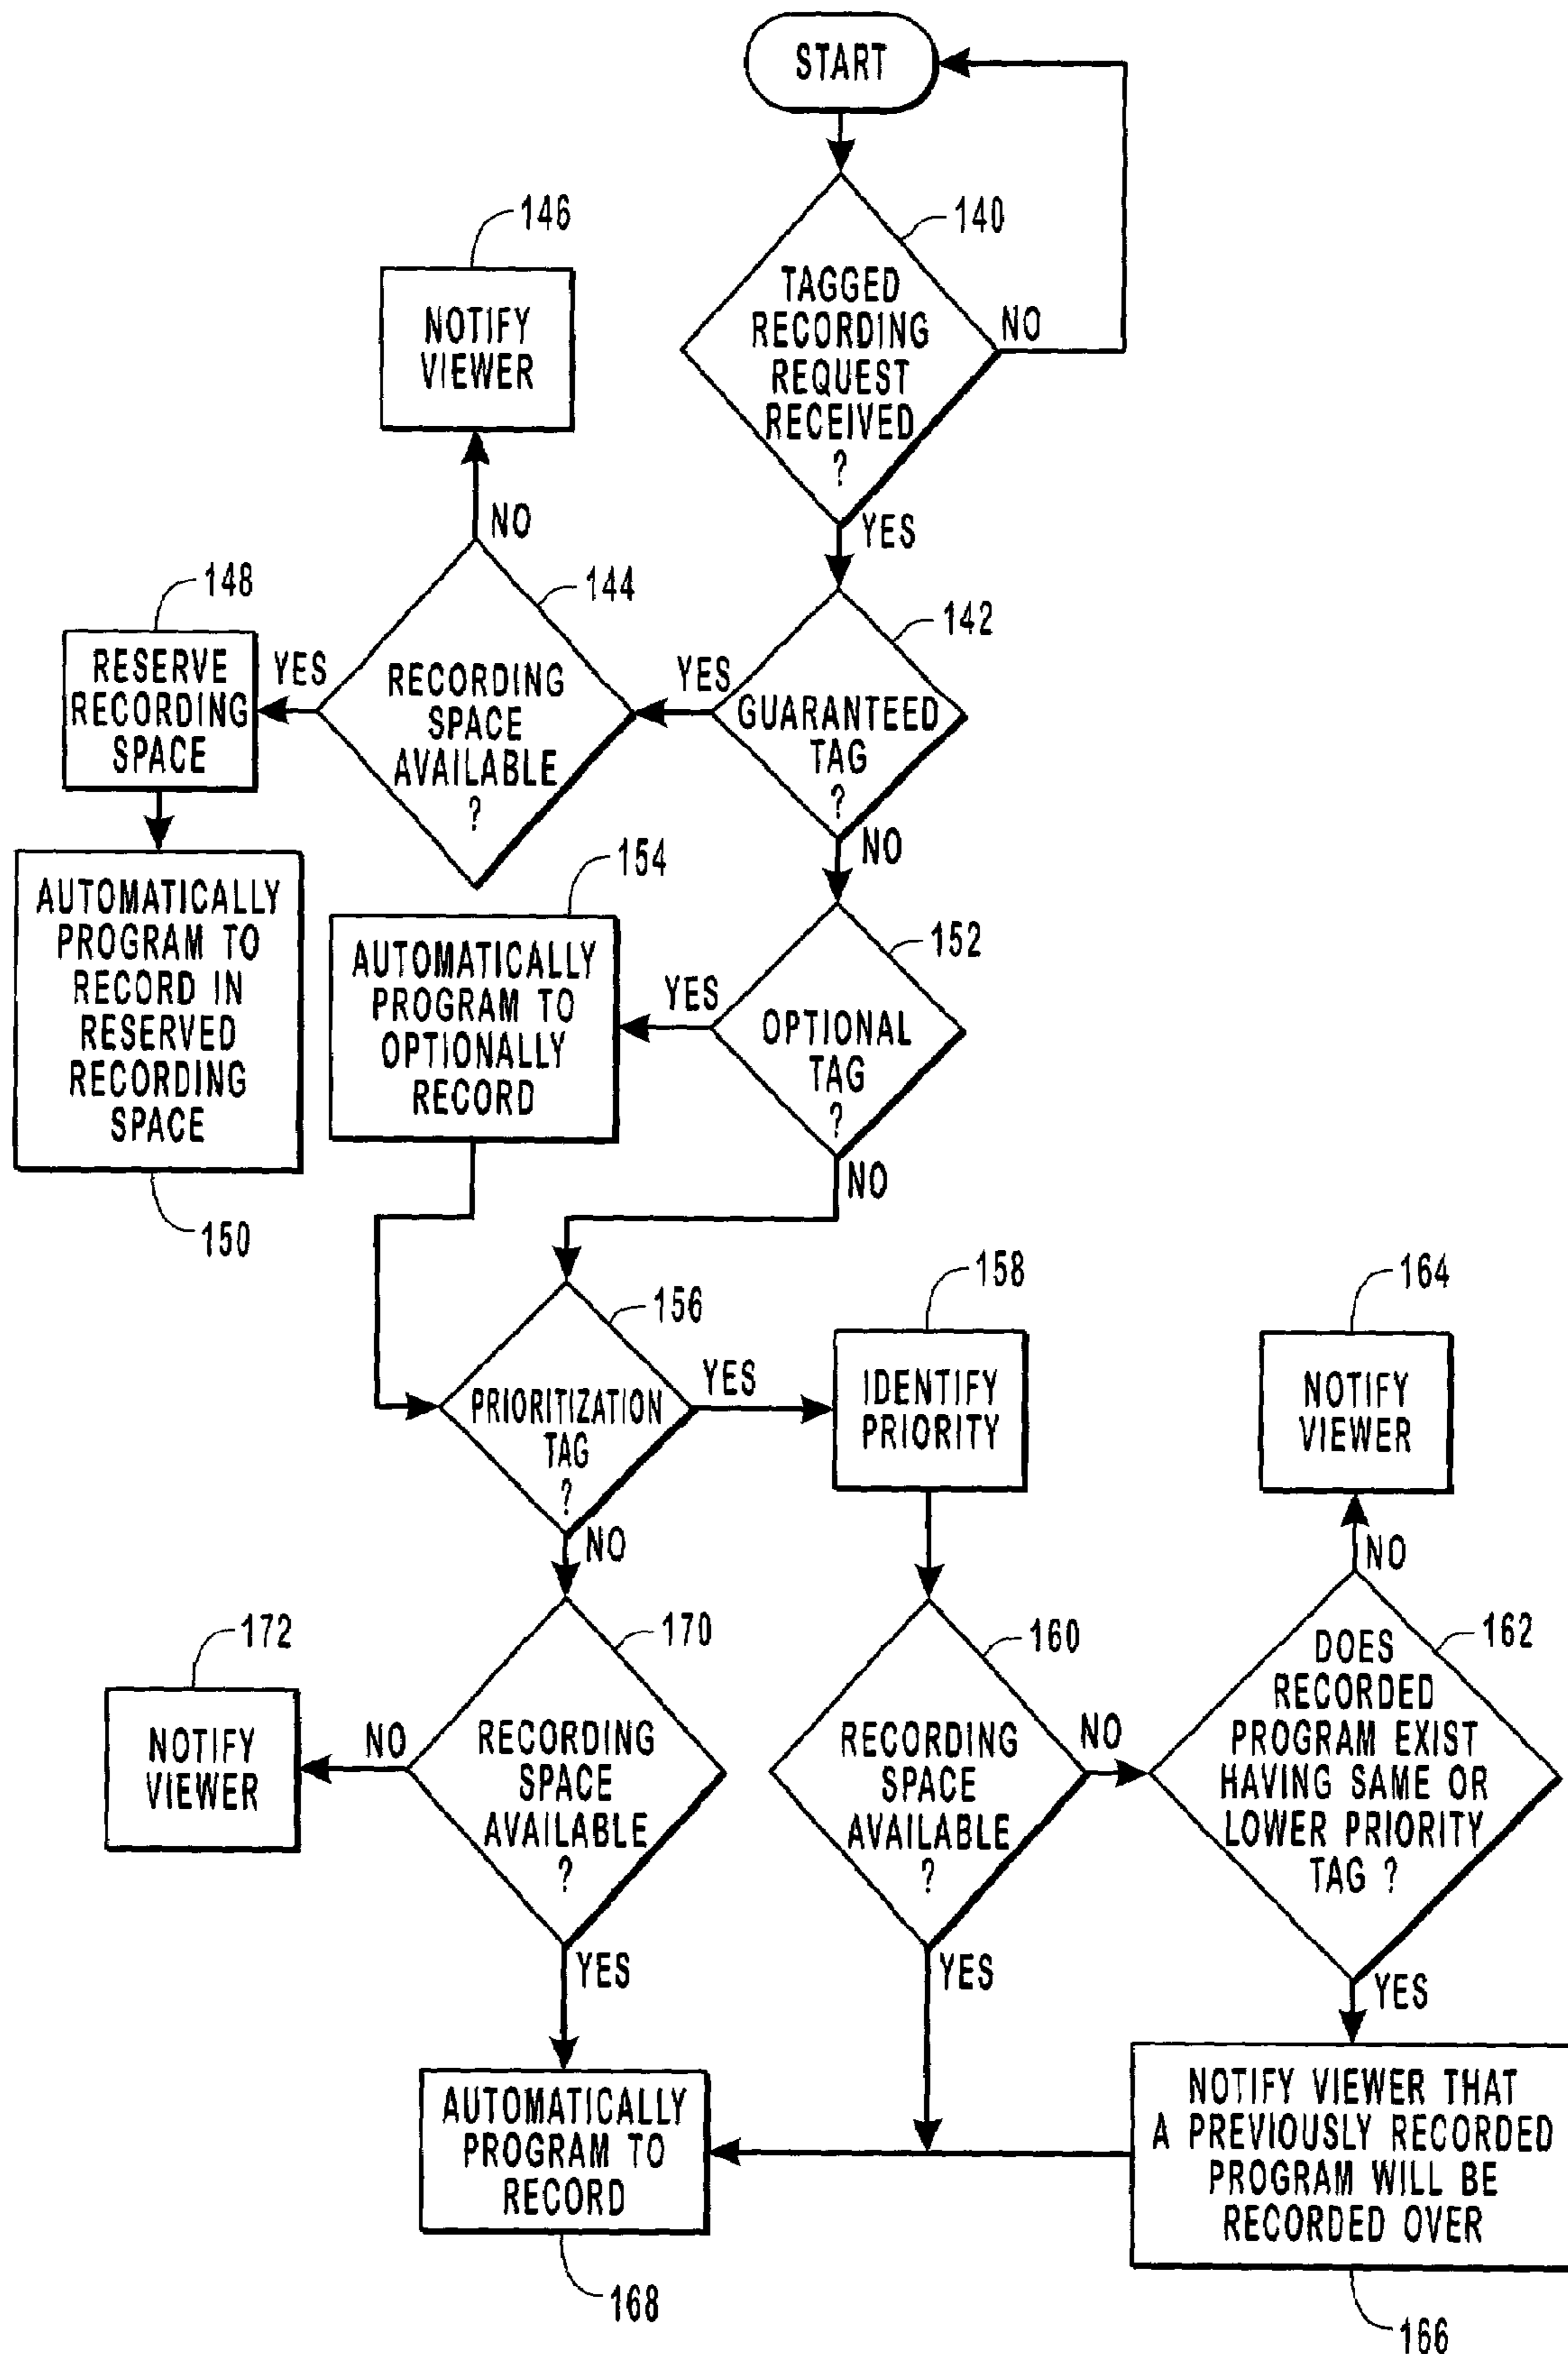 START
140
TAGGED
RECORDING
REQUEST
RECEIVED
?
NO
YES
146
NOTIFY
VIEWER
NO
144
RECORDING
SPACE
AVAILABLE
?
YES
148
RESERVE
RECORDING
SPACE
YES
142
GUARANTEED
TAG
?
NO
AUTOMATICALLY
PROGRAM TO
RECORD IN
RESERVED
RECORDING
SPACE
150
154
AUTOMATICALLY
PROGRAM TO
OPTIONALLY
RECORD
YES
152
OPTIONAL
TAG
?
NO
156
PRIORITIZATION
TAG
?
YES
NO
158
IDENTIFY
PRIORITY
164
NOTIFY
VIEWER
NO
172
NOTIFY
VIEWER
NO
170
RECORDING
SPACE
AVAILABLE
?
YES
160
RECORDING
SPACE
AVAILABLE
?
NO
YES
162
DOES
RECORDED
PROGRAM EXIST
HAVING SAME OR
LOWER PRIORITY
TAG ?
YES
AUTOMATICALLY
PROGRAM TO
RECORD
168
NOTIFY VIEWER THAT
A PREVIOUSLY RECORDED
PROGRAM WILL BE
RECORDED OVER
166